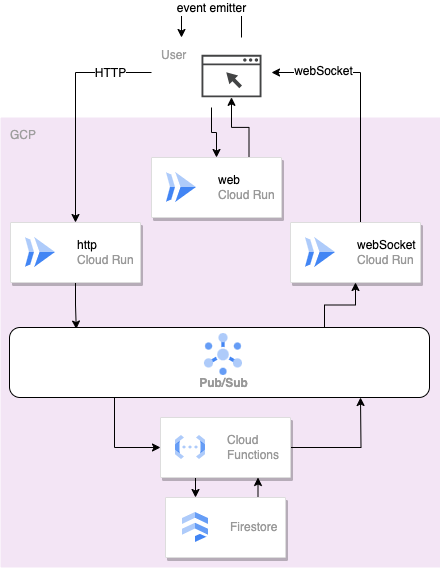 event emitter
User
HTTP
webSocket
GCP
web
Cloud Run
http
Cloud Run
webSocket
Cloud Run
Pub/Sub
Cloud
Functions
Firestore